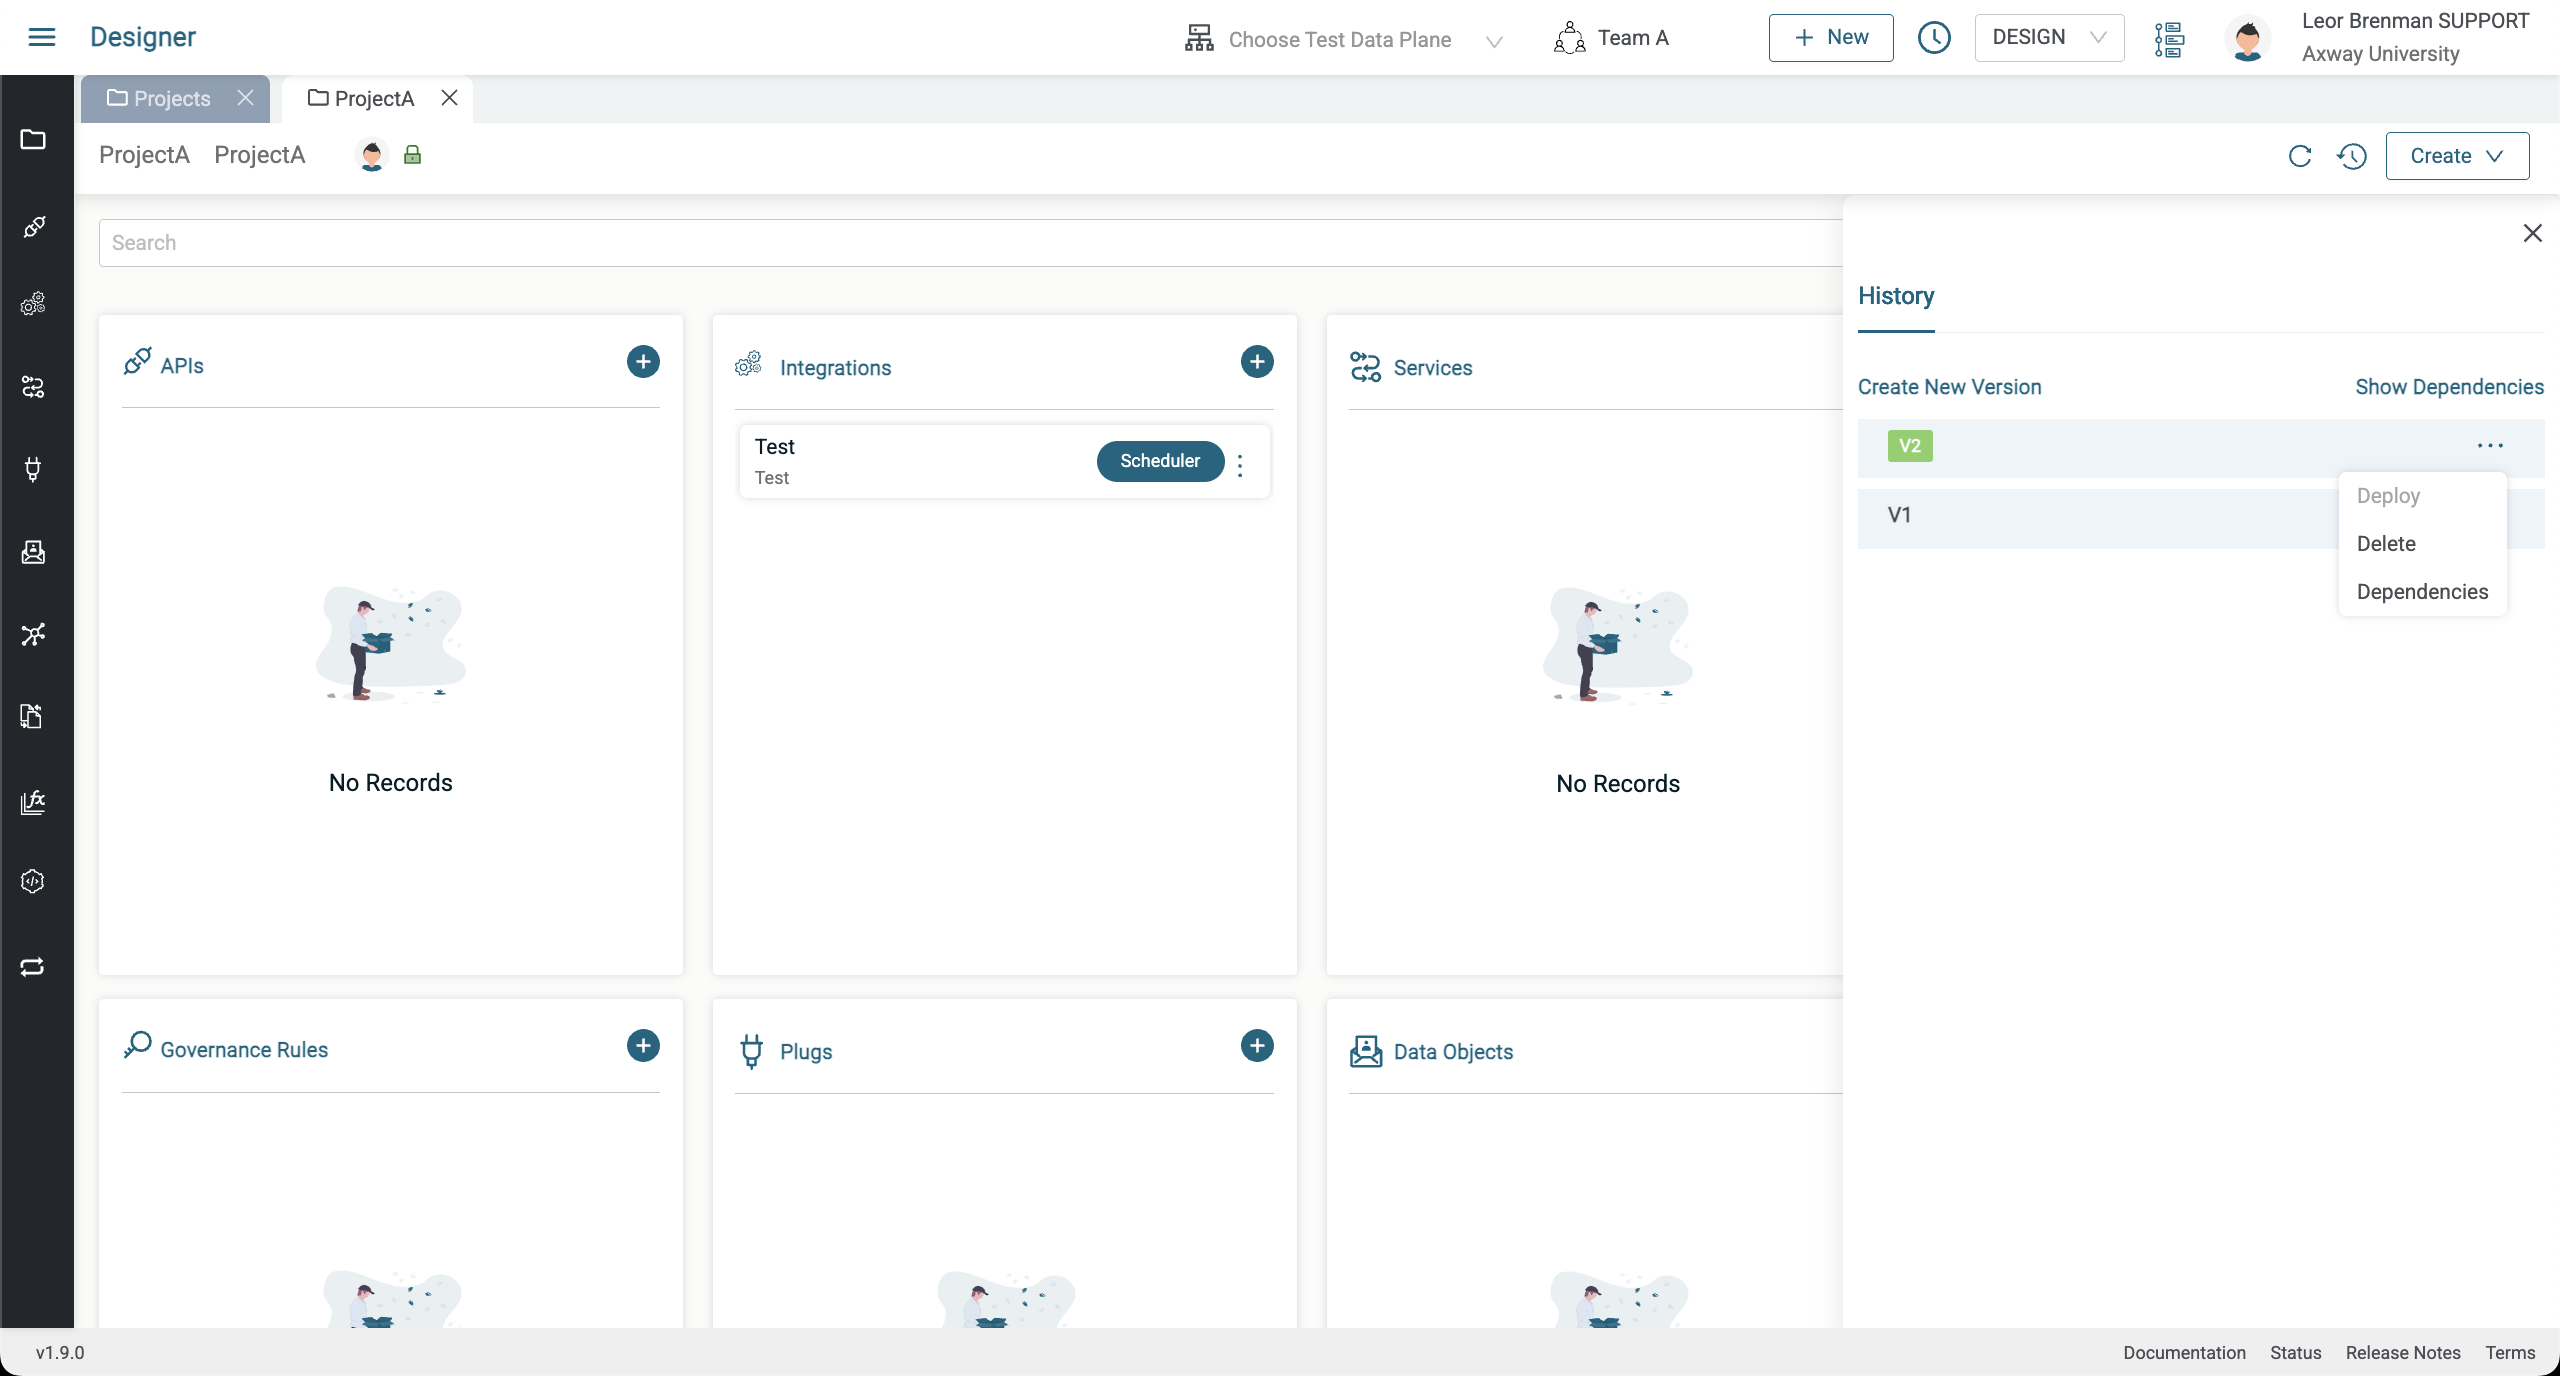 Designer
Choose Test Data Plane
Team A
New
DESIGN
Leor Brenman SUPPORT
Axway University
Projects
ProjectA
ProjectA ProjectA
Create
Search
History
APIs
Integrations
Services
Create New Version
Show Dependencies
Test
Test
Scheduler
V2
V1
Deploy
Delete
Dependencies
No Records
No Records
Governance Rules
Plugs
Data Objects
v1.9.0
Documentation
Status
Release Notes
Terms